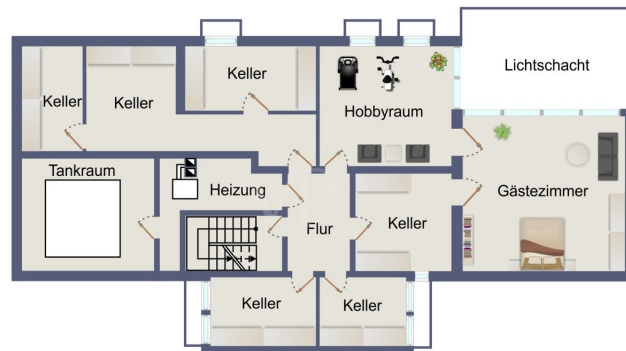 Lichtschacht
Keller
Keller
Keller
Hobbyraum
Tankraum
Heizung
Gästezimmer
Keller
Flur
Keller
Keller